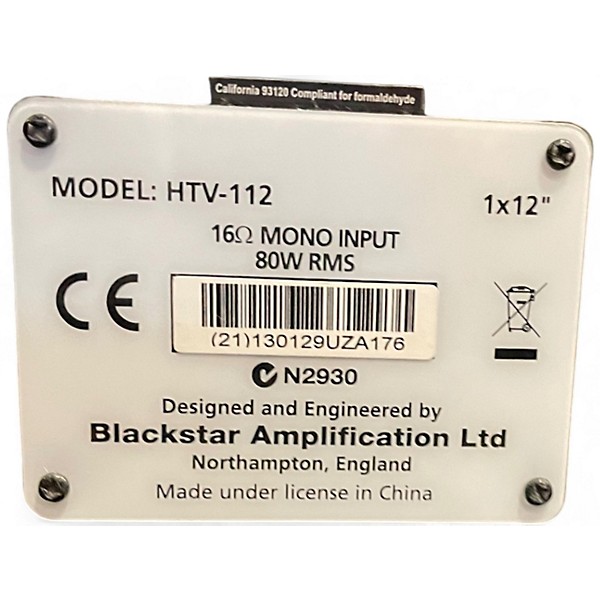 California 93120 Compliant for formaldehyde
MODEL: HTV-112 1x12"
16Ω MONO INPUT
80W RMS
CE
(21)130129UZA176
N2930
Designed and Engineered by
Blackstar Amplification Ltd
Northampton, England
Made under license in China